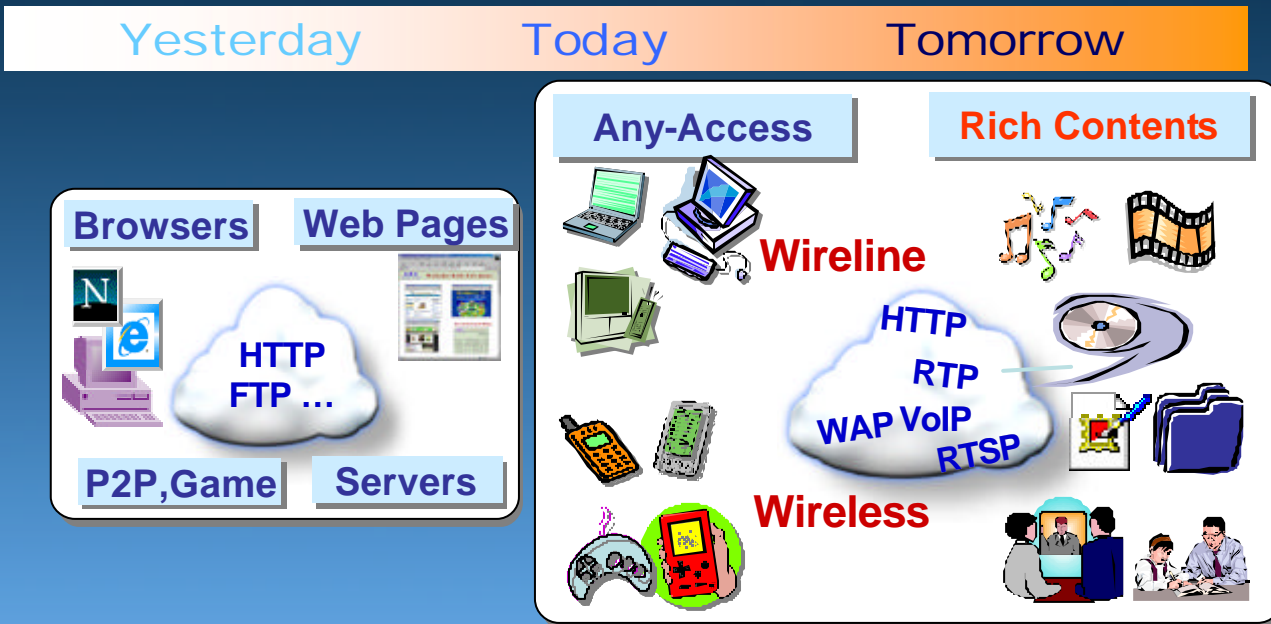 Yesterday Today Tomorrow
Browsers Web Pages
N
e
HTTP
FTP ...
P2P,Game Servers
Any-Access Rich Contents
Wireline
HTTP
RTP
WAP VoIP
RTSP
Wireless